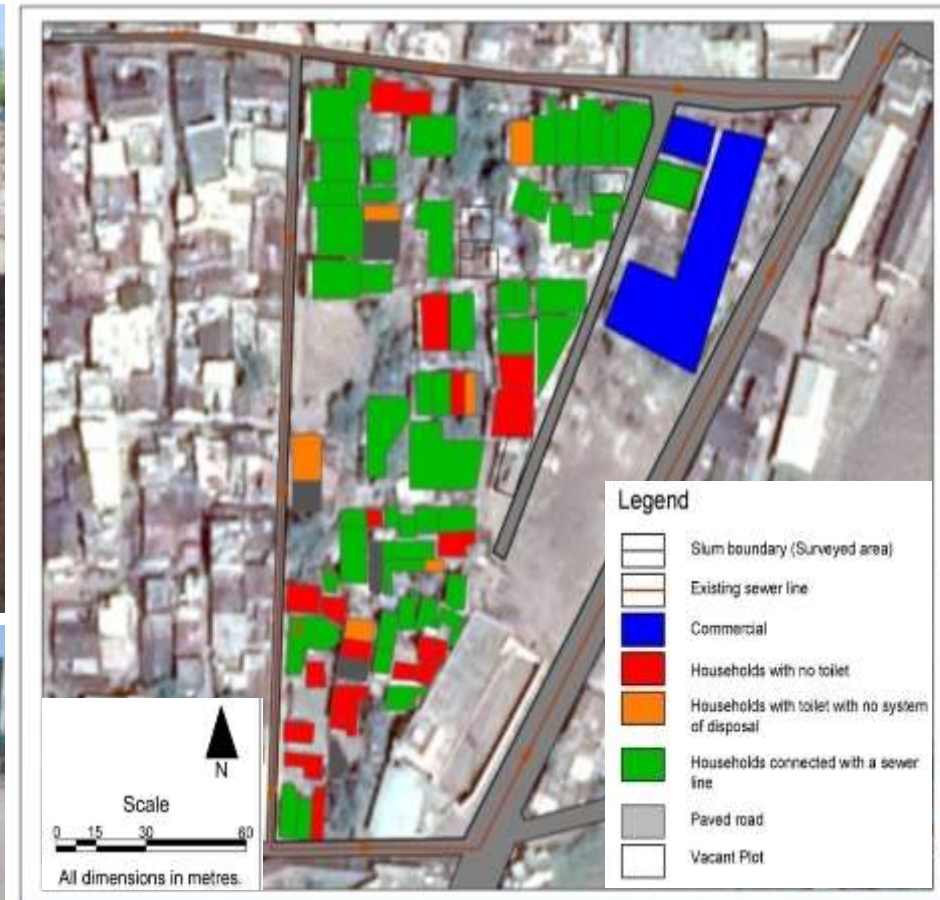 Legend
Slum boundary (Surveyed area)
Existing sewer line
Commercial
Households with no toilet
Households with toilet with no system
of disposal
Households connected with a sewer
line
Paved road
Vacant Plot
N
Scale
0 15 30 60
All dimensions in metres.